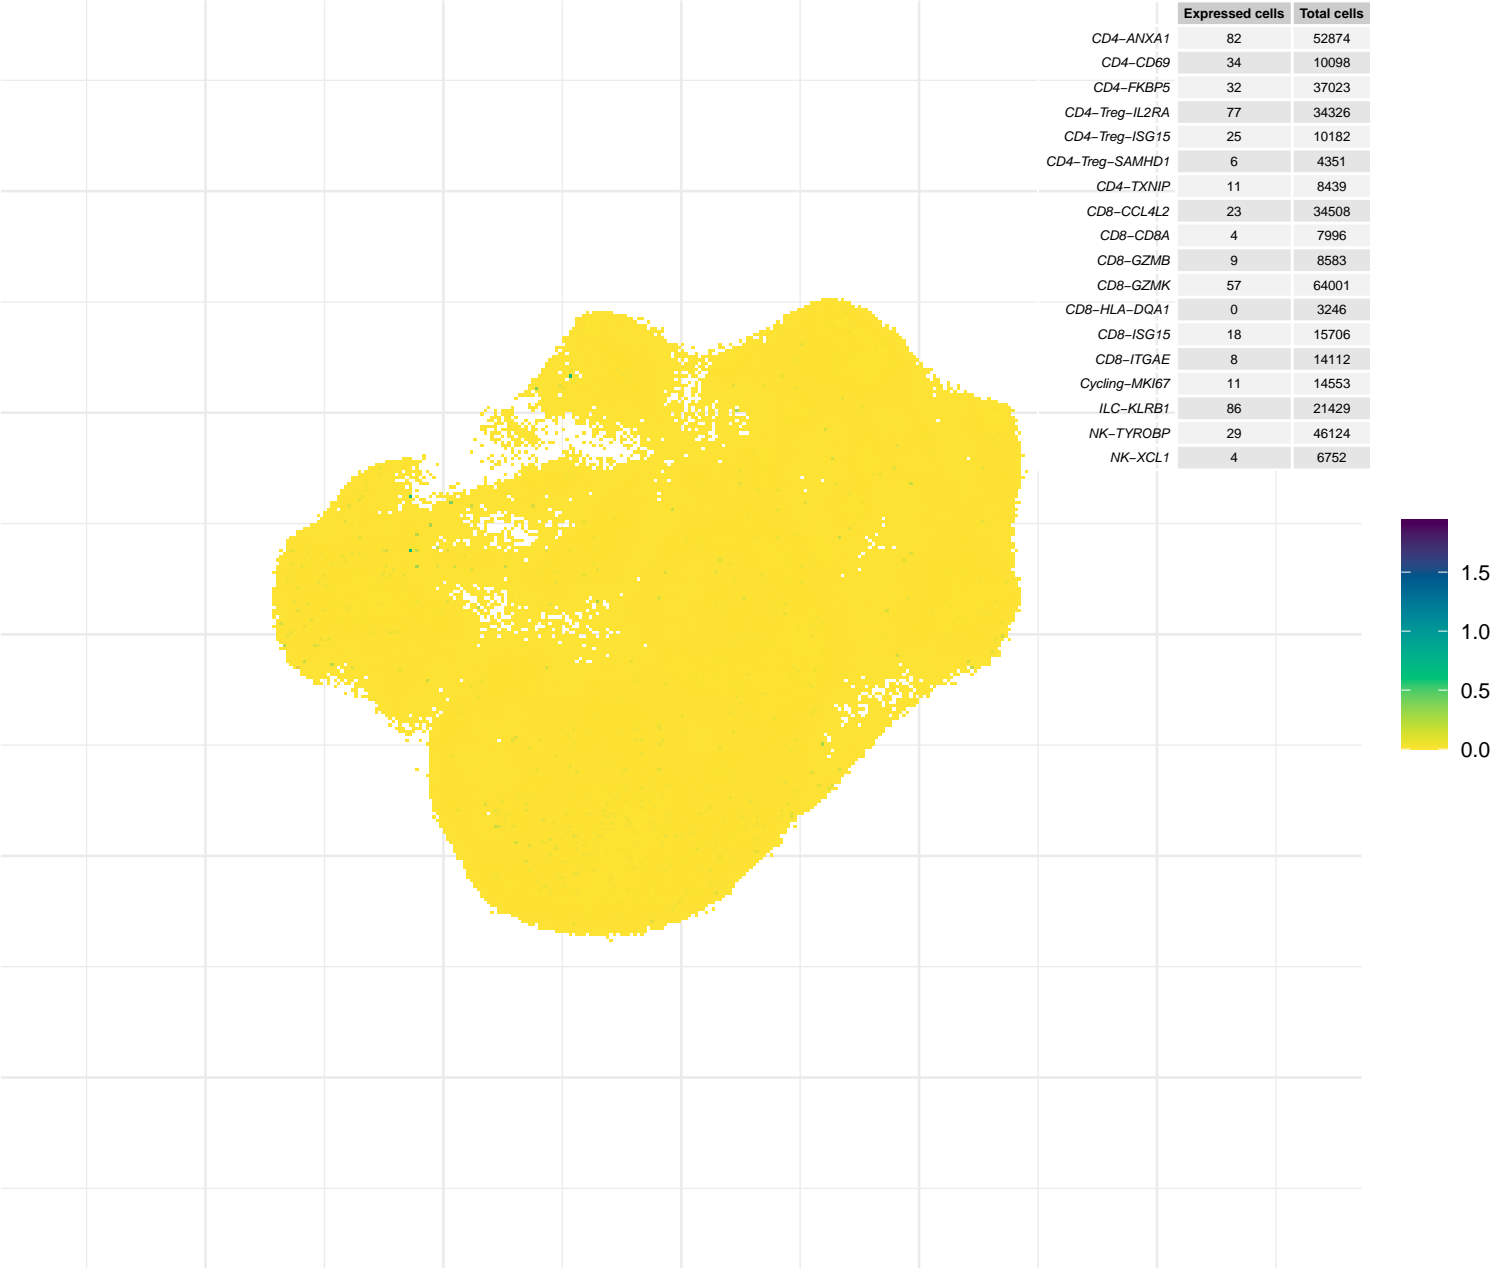 Expressed cells Total cells
CD4−ANXA1 82 52874
CD4−CD69 34 10098
CD4−FKBP5 32 37023
CD4−Treg−IL2RA 77 34326
CD4−Treg−ISG15 25 10182
CD4−Treg−SAMHD1 6 4351
CD4−TXNIP 11 8439
CD8−CCL4L2 23 34508
CD8−CD8A 4 7996
CD8−GZMB 9 8583
CD8−GZMK 57 64001
CD8−HLA−DQA1 0 3246
CD8−ISG15 18 15706
CD8−ITGAE 8 14112
Cycling−MKI67 11 14553
ILC−KLRB1 86 21429
NK−TYROBP 29 46124
NK−XCL1 4 6752
1.5
1.0
0.5
0.0